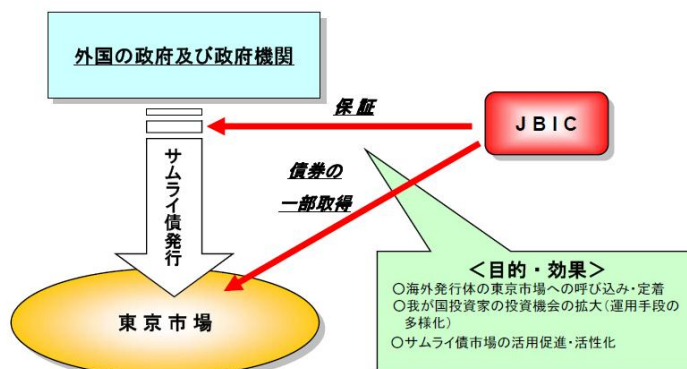 外国の政府及び政府機関
保 証
JBIC
サムライ債発行
債券の
一部取得
＜目的・効果＞
○海外発行体の東京市場への呼び込み・定着
○我が国投資家の投資機会の拡大（運用手段の
多様化）
○サムライ債市場の活用促進・活性化
東 京 市 場